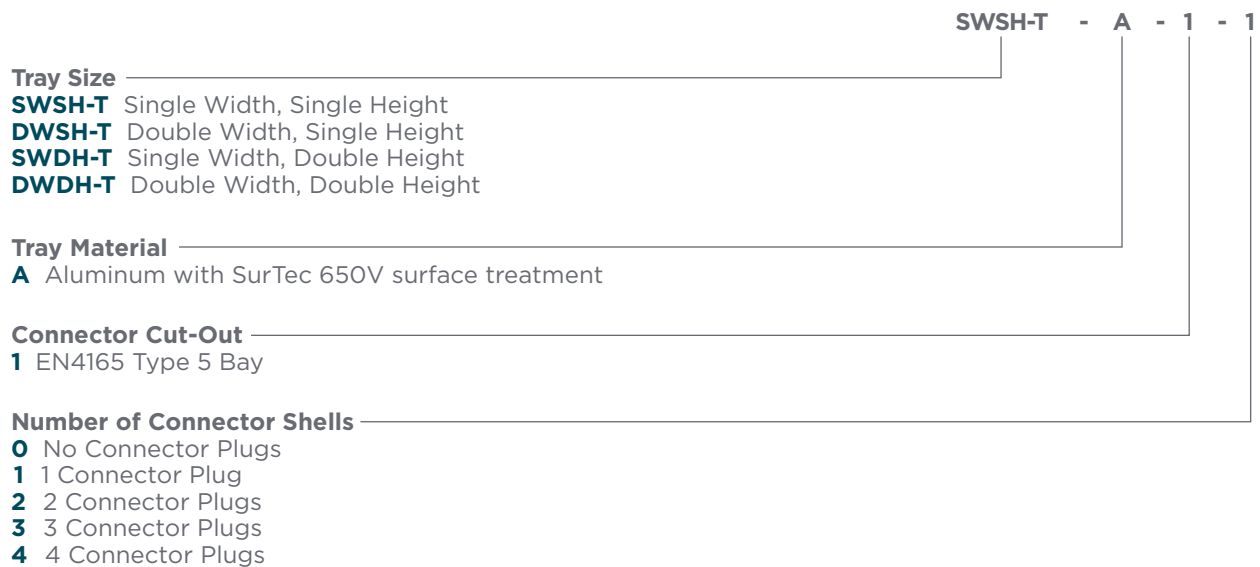 SWSH-T - A - 1 - 1
Tray Size
SWSH-T Single Width, Single Height
DWSH-T Double Width, Single Height
SWDH-T Single Width, Double Height
DWDH-T Double Width, Double Height
Tray Material
A Aluminum with SurTec 650V surface treatment
Connector Cut-Out
1 EN4165 Type 5 Bay
Number of Connector Shells
0 No Connector Plugs
1 1 Connector Plug
2 2 Connector Plugs
3 3 Connector Plugs
4 4 Connector Plugs